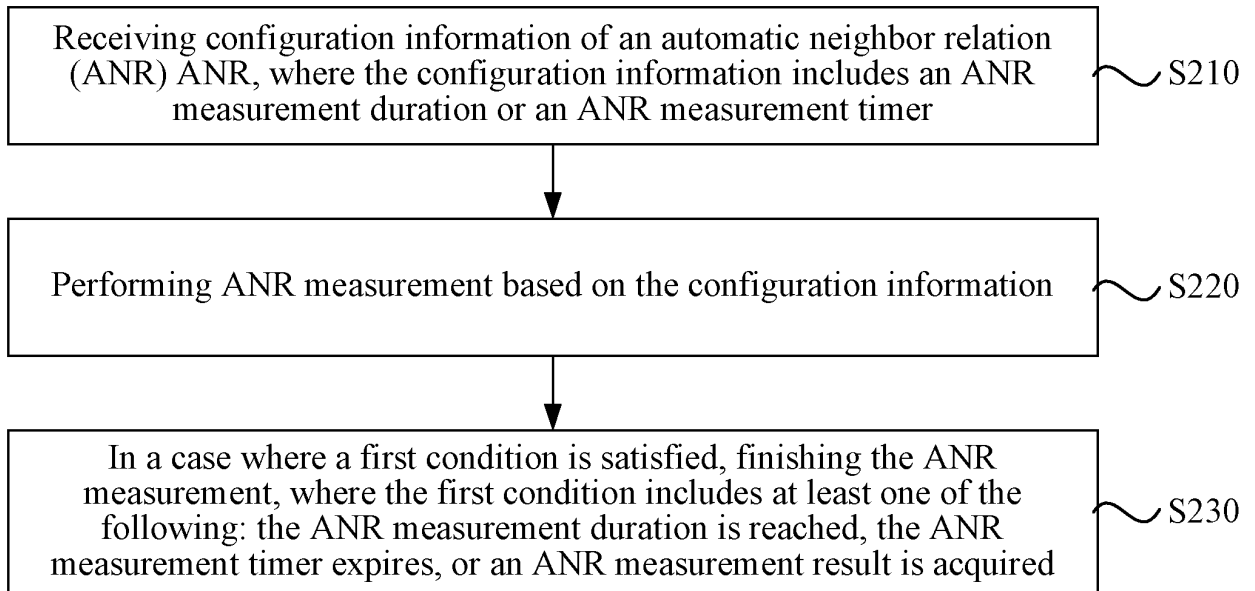 Receiving configuration information of an automatic neighbor relation
(ANR) ANR, where the configuration information includes an ANR
measurement duration or an ANR measurement timer
S210
Performing ANR measurement based on the configuration information
S220
In a case where a first condition is satisfied, finishing the ANR
measurement, where the first condition includes at least one of the
following: the ANR measurement duration is reached, the ANR
measurement timer expires, or an ANR measurement result is acquired
S230